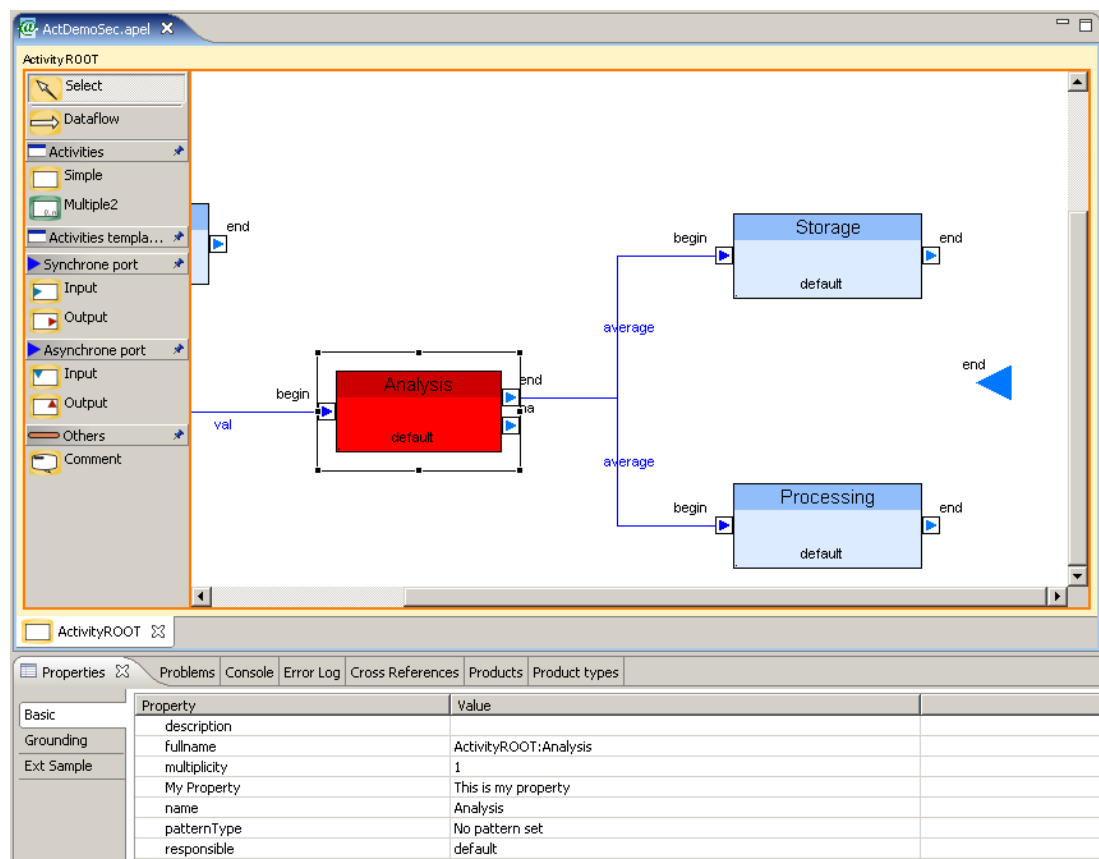 ActDemoSec.apel
ActivityROOT
Select
Dataflow
Activities
Simple
Multiple2
Activities templa...
Synchrone port
Input
Output
Asynchrone port
Input
Output
Others
Comment
end
val
begin
Analysis
default
end
na
average
average
begin
Storage
default
end
begin
Processing
default
end
end
ActivityROOT
Properties Problems Console Error Log Cross References Products Product types
Basic
Grounding
Ext Sample
Property Value
description
fullname ActivityROOT:Analysis
multiplicity 1
My Property This is my property
name Analysis
patternType No pattern set
responsible default